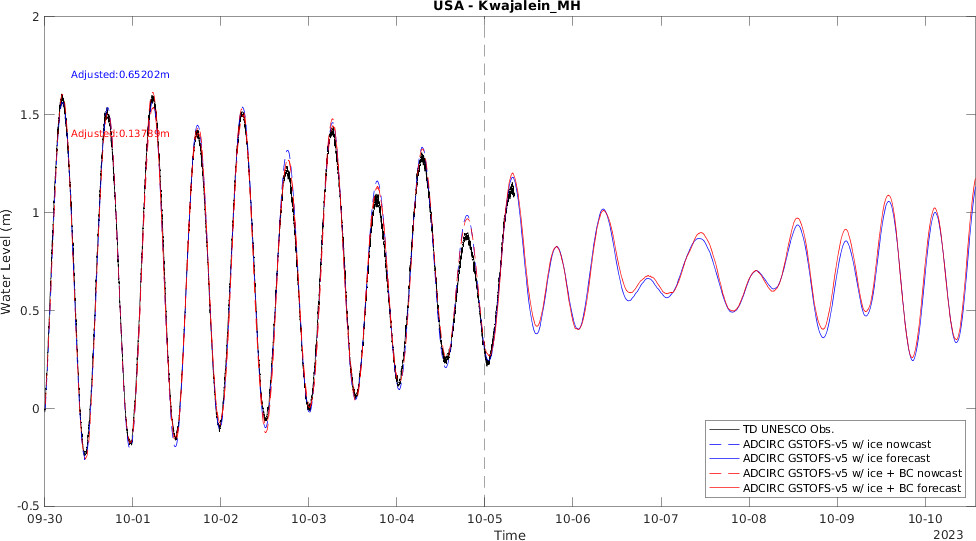 USA - Kwajalein_MH
Adjusted:0.65202m
Adjusted:0.13789m
2
1.5
1
0.5
0
-0.5
Water Level (m)
TD UNESCO Obs.
ADCIRC GSTOFS-v5 w/ ice nowcast
ADCIRC GSTOFS-v5 w/ ice forecast
ADCIRC GSTOFS-v5 w/ ice + BC nowcast
ADCIRC GSTOFS-v5 w/ ice + BC forecast
09-30 10-01 10-02 10-03 10-04 10-05 10-06 10-07 10-08 10-09 10-10
Time
2023